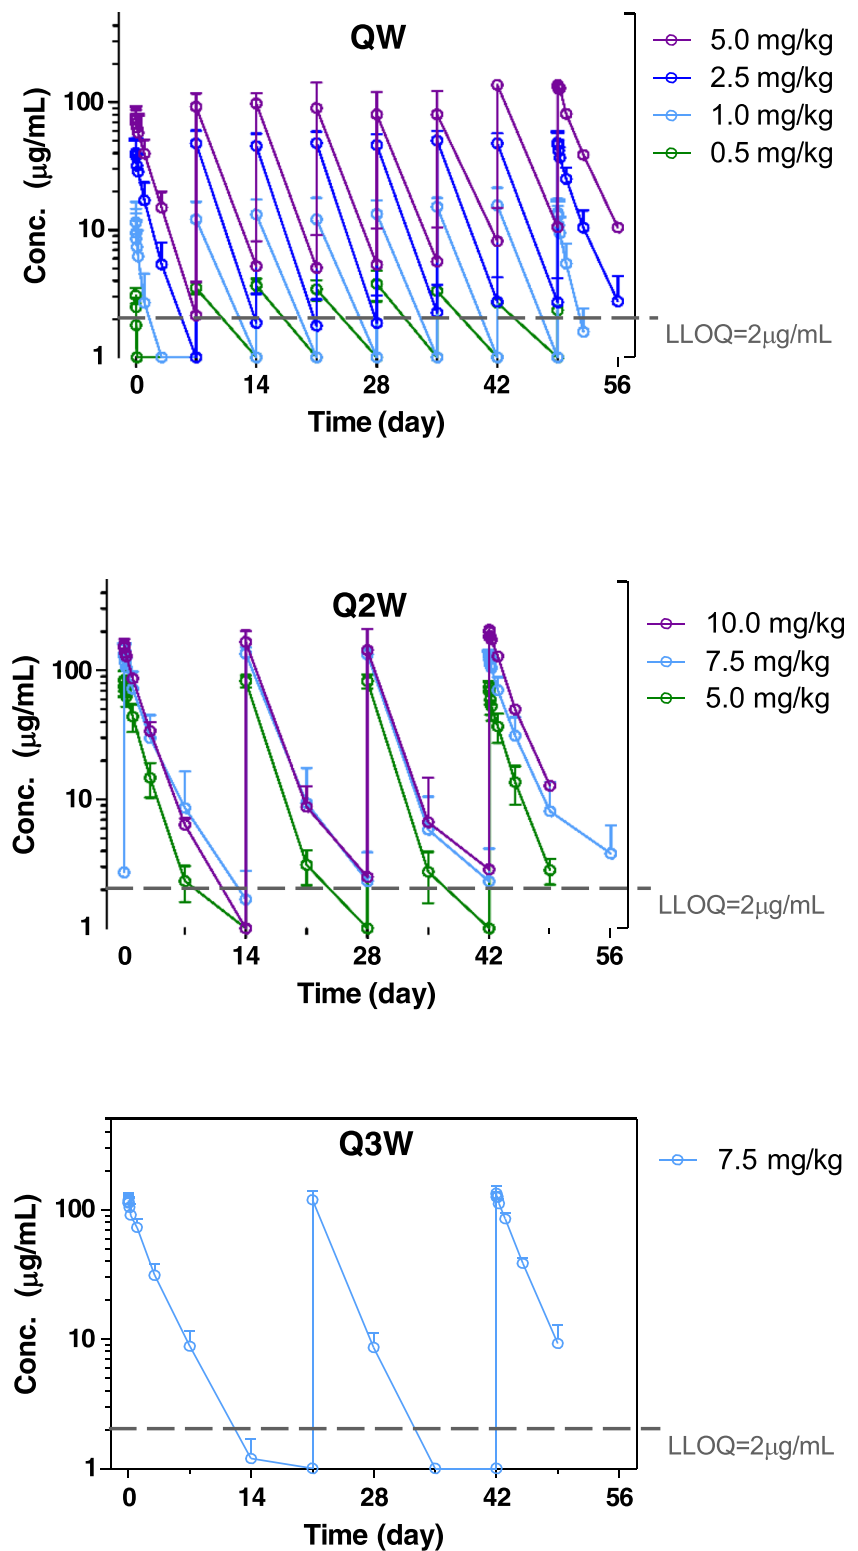 QW
5.0 mg/kg
2.5 mg/kg
1.0 mg/kg
0.5 mg/kg
Conc. (μg/mL)
100
10
1
LLOQ=2μg/mL
0 14 28 42 56
Time (day)
Q2W
10.0 mg/kg
7.5 mg/kg
5.0 mg/kg
Conc. (μg/mL)
100
10
1
LLOQ=2μg/mL
0 14 28 42 56
Time (day)
Q3W
7.5 mg/kg
Conc. (μg/mL)
100
10
1
LLOQ=2μg/mL
0 14 28 42 56
Time (day)